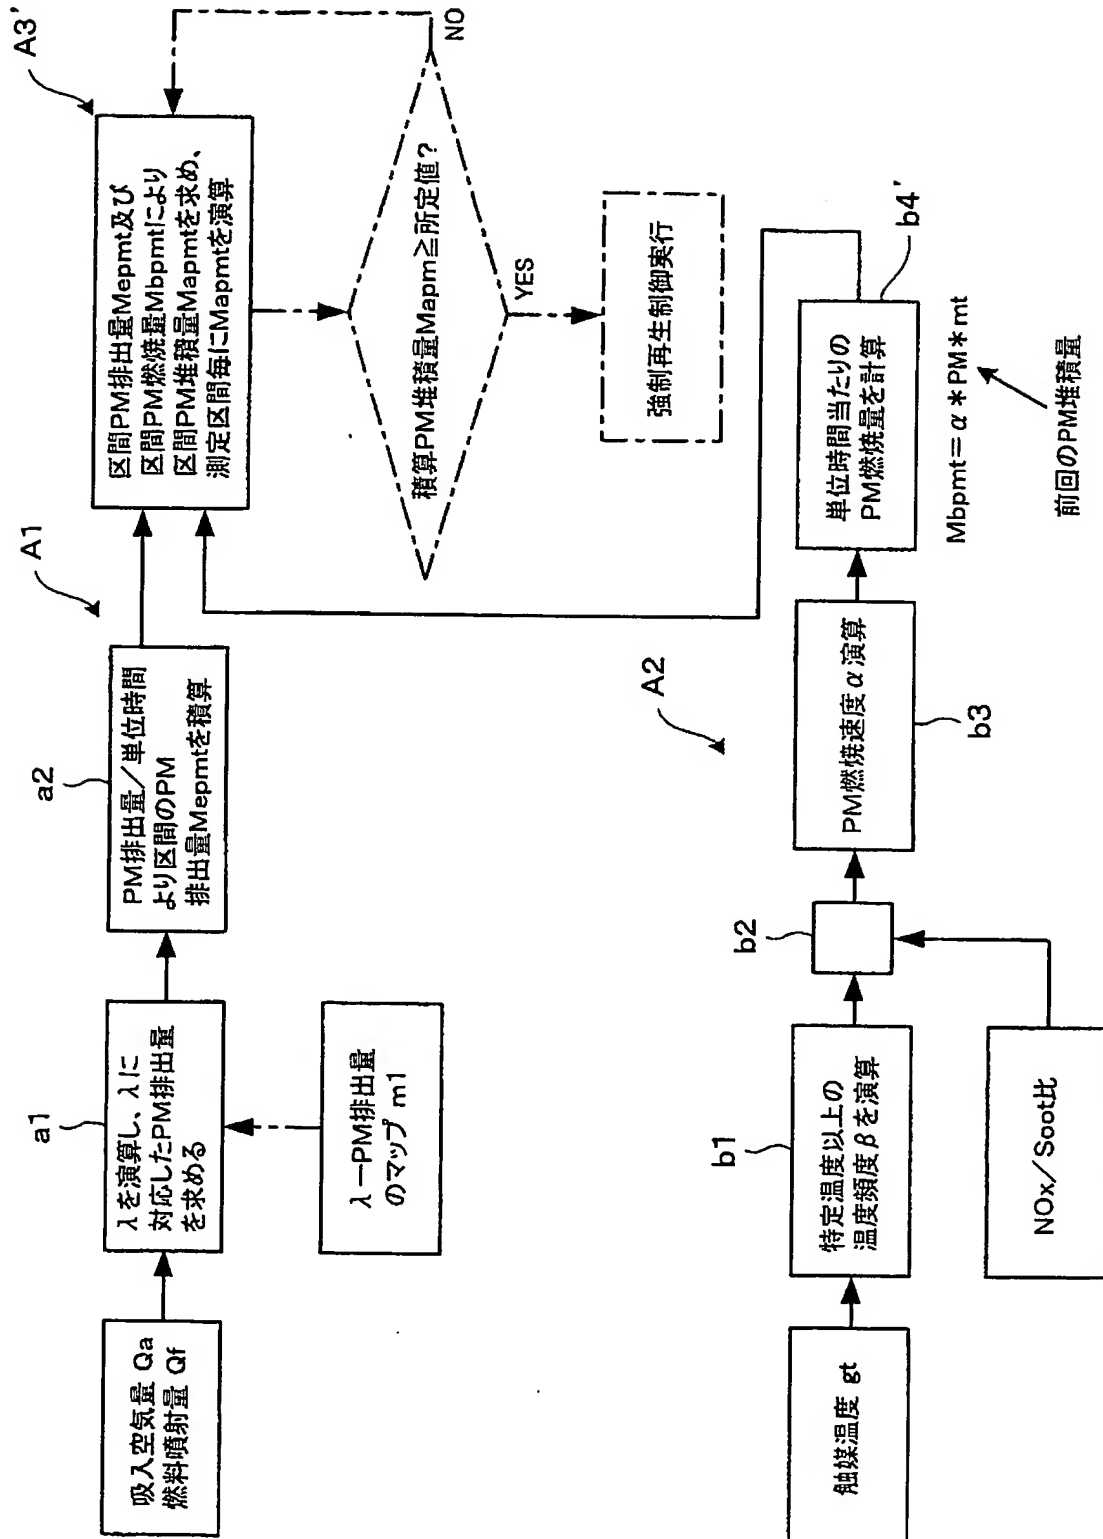 吸入空気量 Qa
燃料噴射量 Qf
a1
λを演算し、λに
対応したPM排出量
を求める
λ―PM排出量
のマップ m1
a2
PM排出量/単位時間
より区間のPM
排出量Mepmtを積算
A1
A3'
区間PM排出量Mepmt及び
区間PM燃焼量Mbpmtにより
区間PM堆積量Mapmtを求め、
測定区間毎にMapmtを演算
積算PM堆積量Mapm≧所定値?
NO
YES
強制再生制御実行
触媒温度 gt
b1
特定温度以上の
温度頻度βを演算
NOx/Soot比
b2
A2
PM燃焼速度α演算
b3
単位時間当たりの
PM燃焼量を計算
b4'
Mbpmt=α*PM*mt
前回のPM堆積量